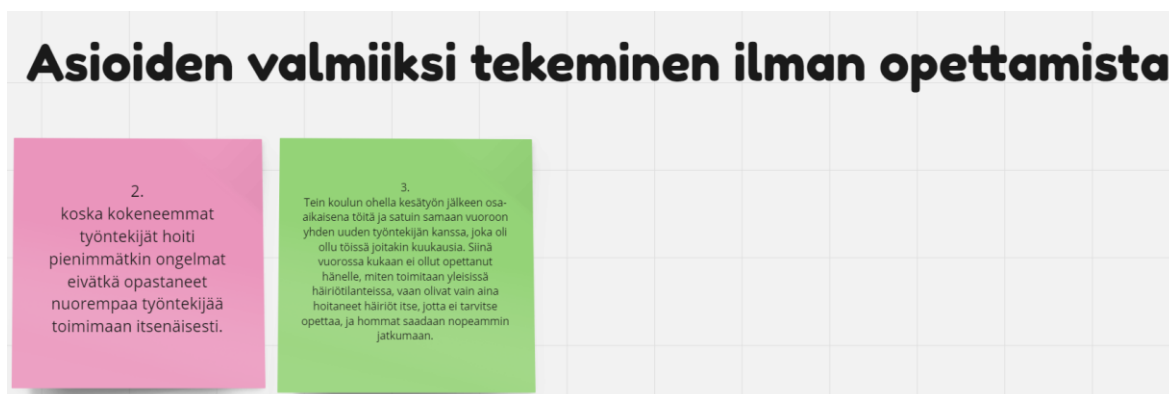 Asioiden valmiiksi tekeminen ilman opettamista
2.
koska kokeneemmat
työntekijät hoiti
pienimmätkin ongelmat
eivätkä opastaneet
nuorempaa työntekijää
toimimaan itsenäisesti.
3.
Tein koulun ohella kesätyön jälkeen osa-
aikaisena töitä ja satuin samaan vuoroon
yhden uuden työntekijän kanssa, joka oli
ollu töissä joitakin kuukausia. Siinä
vuorossa kukaan ei ollut opettanut
hänelle, miten toimitaan yleisissä
häiriötilanteissa, vaan olivat vain aina
hoitaneet häiriöt itse, jotta ei tarvitse
opettaa, ja hommat saadaan nopeammin
jatkumaan.